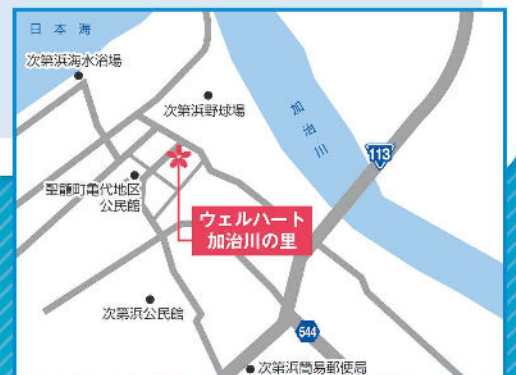 日本海
次第浜海水浴場
次第浜野球場
加治川
113
聖籠町亀代地区
公民館
ウェルハート
加治川の里
次第浜公民館
544
次第浜簡易郵便局